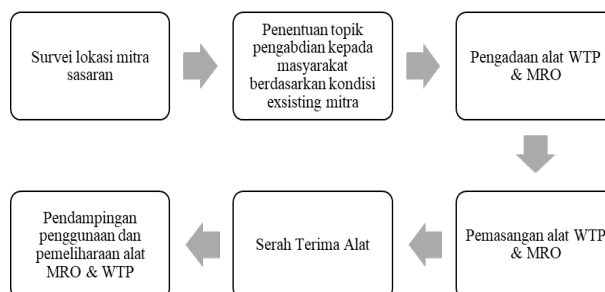 Survei lokasi mitra
sasaran
Penentuan topik
pengabdian kepada
masyarakat
berdasarkan kondisi
exsisting mitra
Pengadaan alat WTP
& MRO
Pemasangan alat WTP
& MRO
Serah Terima Alat
Pendampingan
penggunaan dan
pemeliharaan alat
MRO & WTP